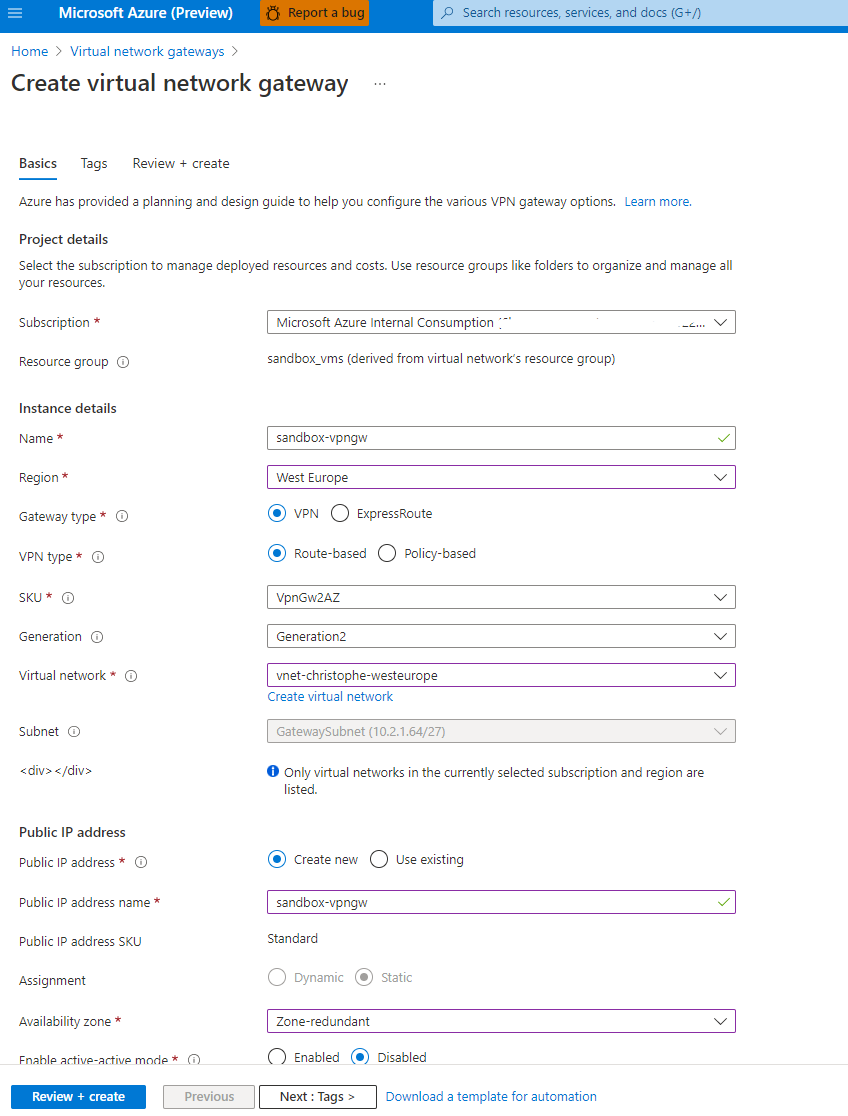 Microsoft Azure (Preview) Report a bug Search resources, services, and docs (G+/)
Home > Virtual network gateways >
Create virtual network gateway ...
Basics Tags Review + create
Azure has provided a planning and design guide to help you configure the various VPN gateway options. Learn more.
Project details
Select the subscription to manage deployed resources and costs. Use resource groups like folders to organize and manage all
your resources.
Subscription * Microsoft Azure Internal Consumption
Resource group sandbox_vms (derived from virtual network's resource group)
Instance details
Name * sandbox-vpngw
Region * West Europe
Gateway type * VPN ExpressRoute
VPN type * Route-based Policy-based
SKU * VpnGw2AZ
Generation Generation2
Virtual network * vnet-christophe-westeurope
Create virtual network
Subnet GatewaySubnet (10.2.1.64/27)
<div></div> Only virtual networks in the currently selected subscription and region are
listed.
Public IP address
Public IP address * Create new Use existing
Public IP address name * sandbox-vpngw
Public IP address SKU Standard
Assignment Dynamic Static
Availability zone * Zone-redundant
Enable active-active mode * Enabled Disabled
Review + create Previous Next : Tags > Download a template for automation